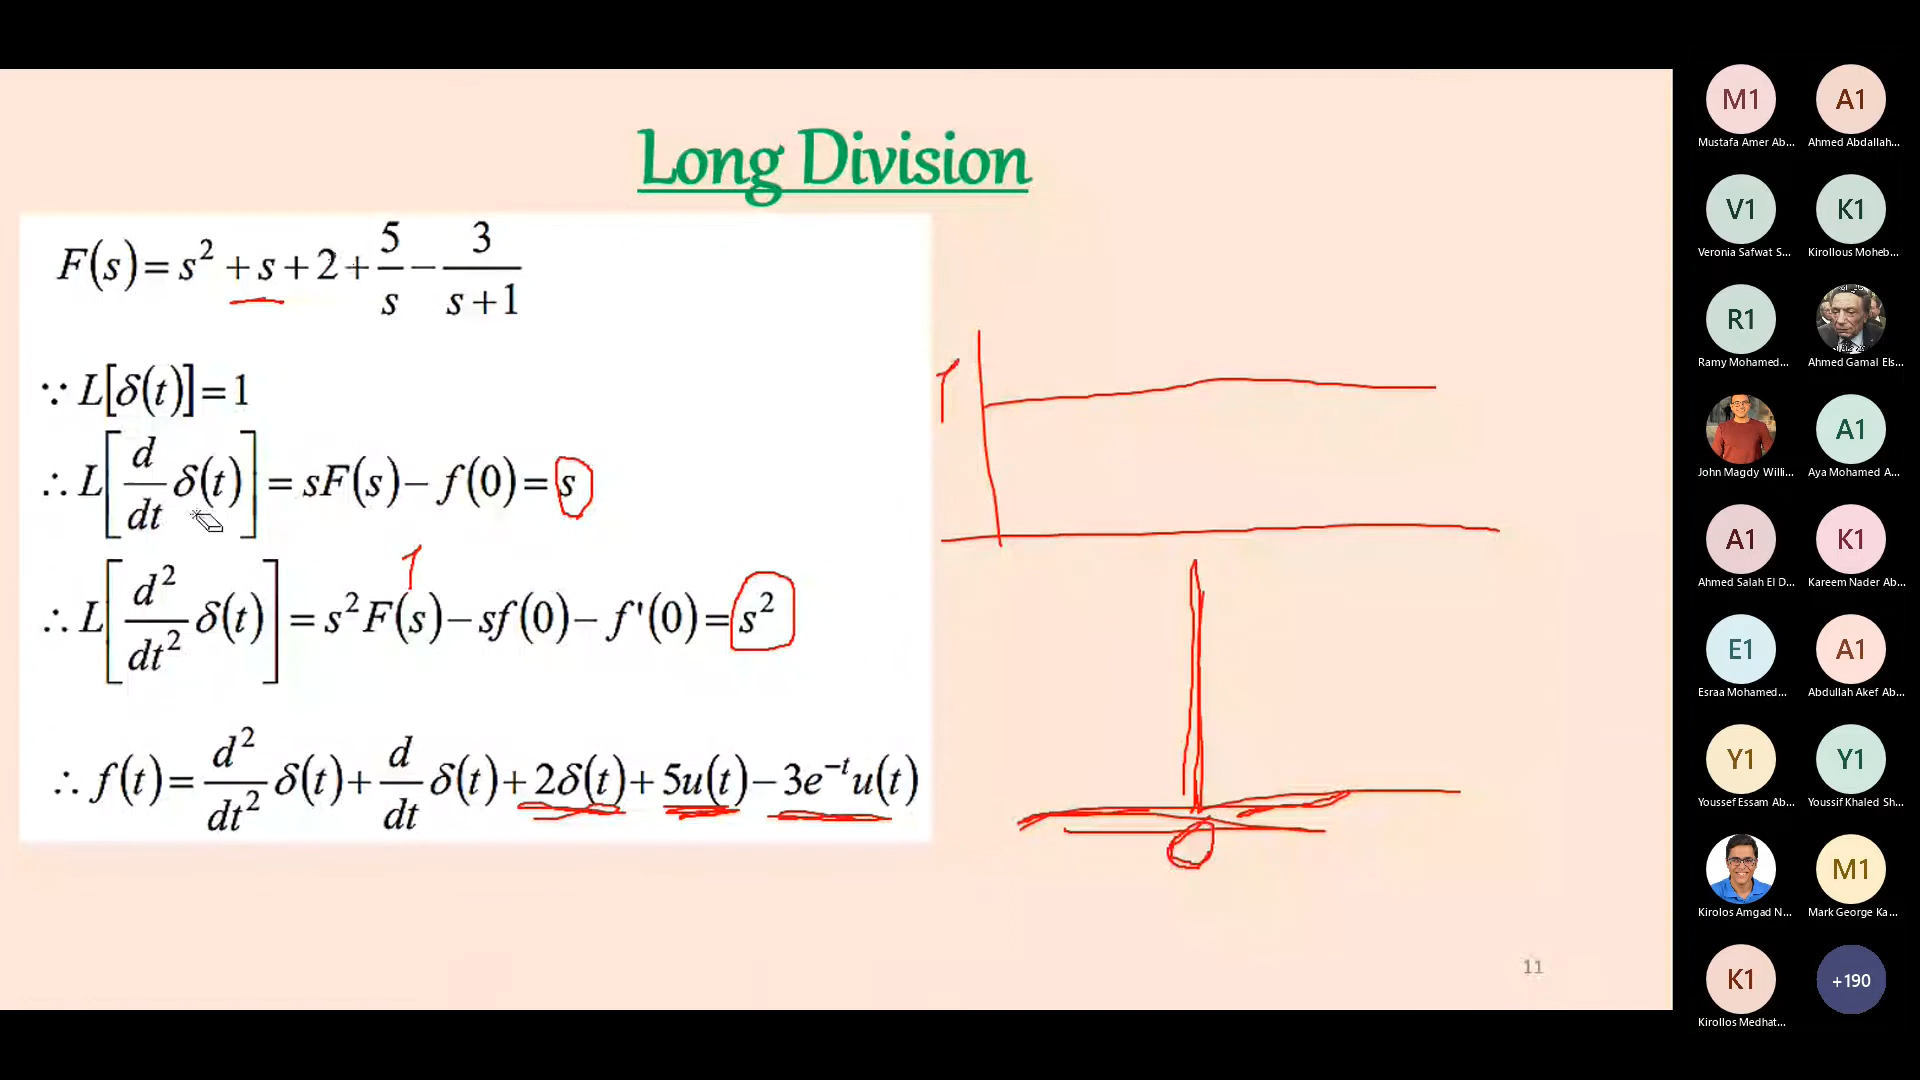 Long Division
F(s) = s² + s + 2 + 5/s − 3/(s+1)
∵ L[δ(t)] = 1
∴ L[d/dt δ(t)] = sF(s) − f(0) = s
1
∴ L[d²/dt² δ(t)] = s²F(s) − sf(0) − f'(0) = s²
∴ f(t) = d²/dt² δ(t) + d/dt δ(t) + 2δ(t) + 5u(t) − 3e⁻ᵗu(t)
1
11
M1
Mustafa Amer Ab...
A1
Ahmed Abdallah...
V1
Veronia Safwat S...
K1
Kirollous Moheb...
R1
Ramy Mohamed...
Ahmed Gamal Els...
John Magdy Willi...
A1
Aya Mohamed A...
A1
Ahmed Salah El D...
K1
Kareem Nader Ab...
E1
Esraa Mohamed...
A1
Abdullah Akef Ab...
Y1
Youssef Essam Ab...
Y1
Youssif Khaled Sh...
Kirolos Amgad N...
M1
Mark George Ka...
K1
Kirollos Medhat...
+190